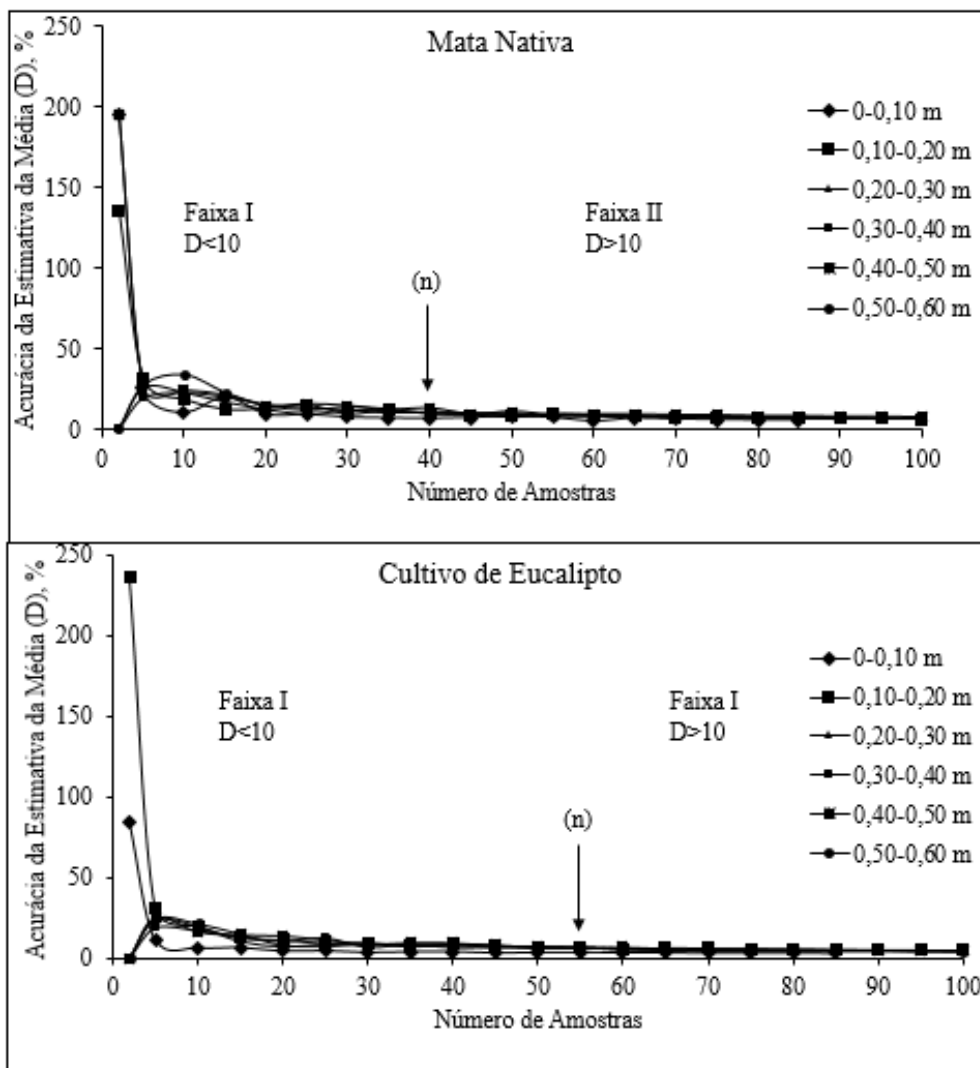 Mata Nativa
Acurácia da Estimativa da Média (D), %
250
200
150
100
50
0
Faixa I
D<10
Faixa II
D>10
(n)
0-0,10 m
0,10-0,20 m
0,20-0,30 m
0,30-0,40 m
0,40-0,50 m
0,50-0,60 m
0 10 20 30 40 50 60 70 80 90 100
Número de Amostras
Cultivo de Eucalipto
Acurácia da Estimativa da Média (D), %
250
200
150
100
50
0
Faixa I
D<10
Faixa I
D>10
(n)
0-0,10 m
0,10-0,20 m
0,20-0,30 m
0,30-0,40 m
0,40-0,50 m
0,50-0,60 m
0 10 20 30 40 50 60 70 80 90 100
Número de Amostras